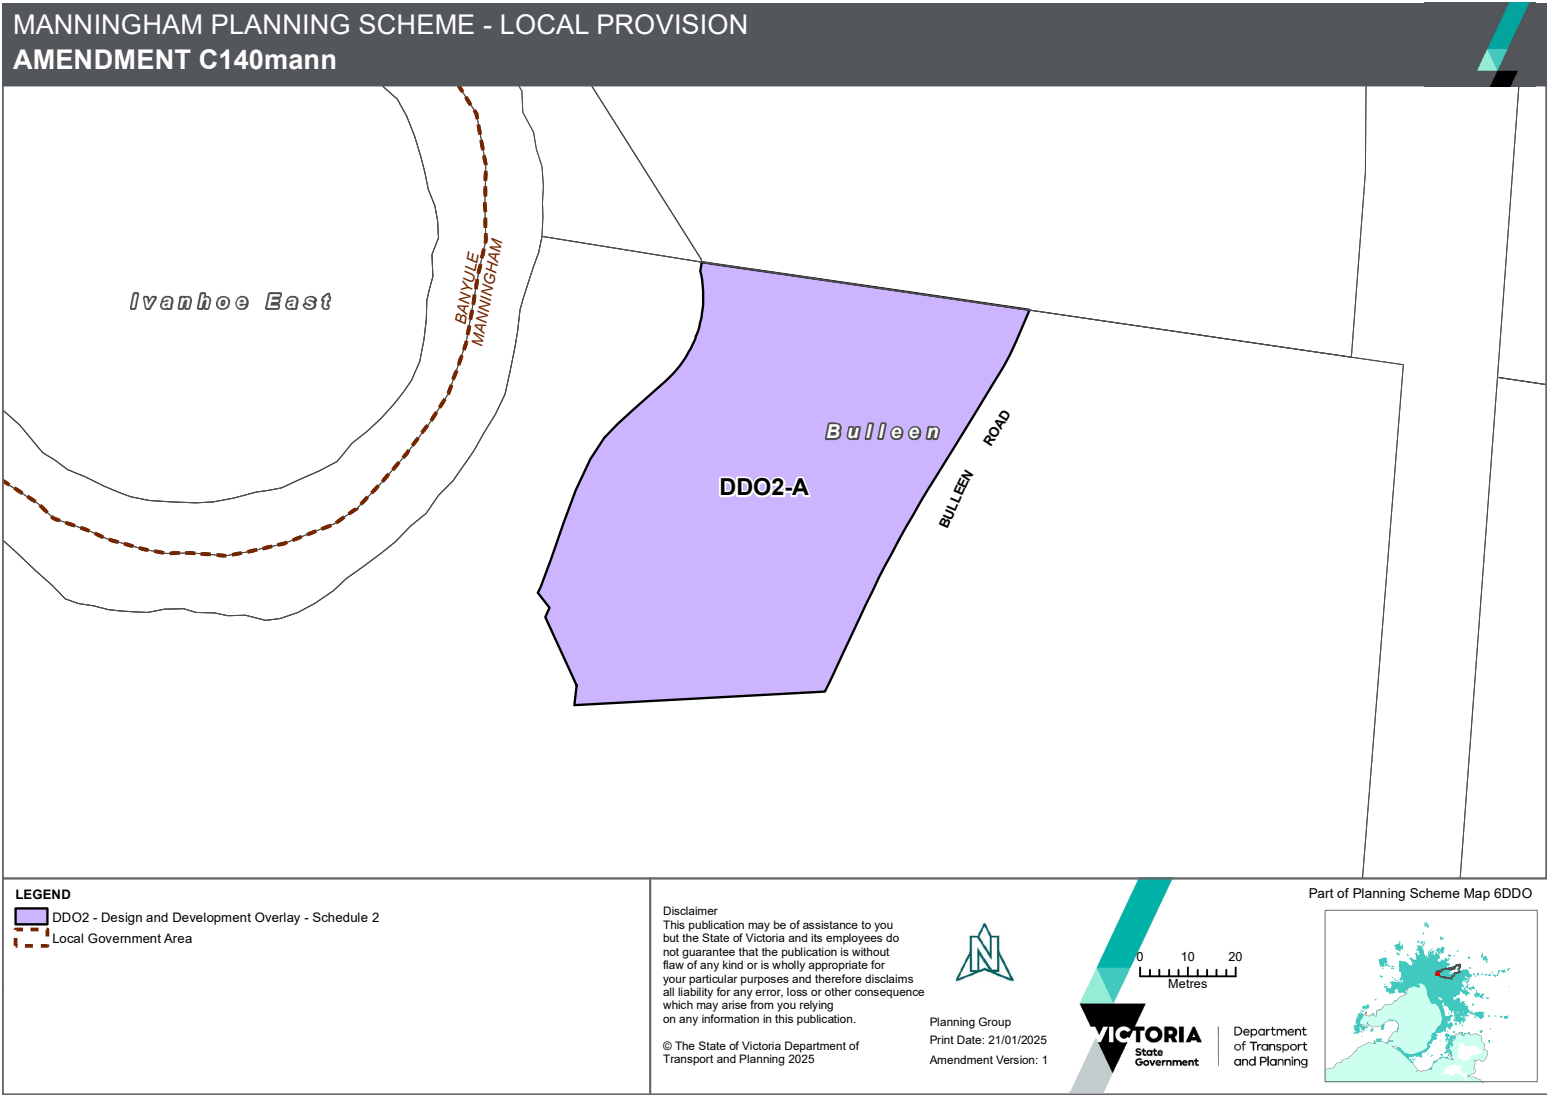 MANNINGHAM PLANNING SCHEME - LOCAL PROVISION
AMENDMENT C140mann
Ivanhoe East
BANYULE
MANNINGHAM
Bulleen
DDO2-A
BULLEEN ROAD
LEGEND
DDO2 - Design and Development Overlay - Schedule 2
Local Government Area
Disclaimer
This publication may be of assistance to you
but the State of Victoria and its employees do
not guarantee that the publication is without
flaw of any kind or is wholly appropriate for
your particular purposes and therefore disclaims
all liability for any error, loss or other consequence
which may arise from you relying
on any information in this publication.
© The State of Victoria Department of
Transport and Planning 2025
N
Planning Group
Print Date: 21/01/2025
Amendment Version: 1
0 10 20
Metres
VICTORIA
State
Government
Department
of Transport
and Planning
Part of Planning Scheme Map 6DDO